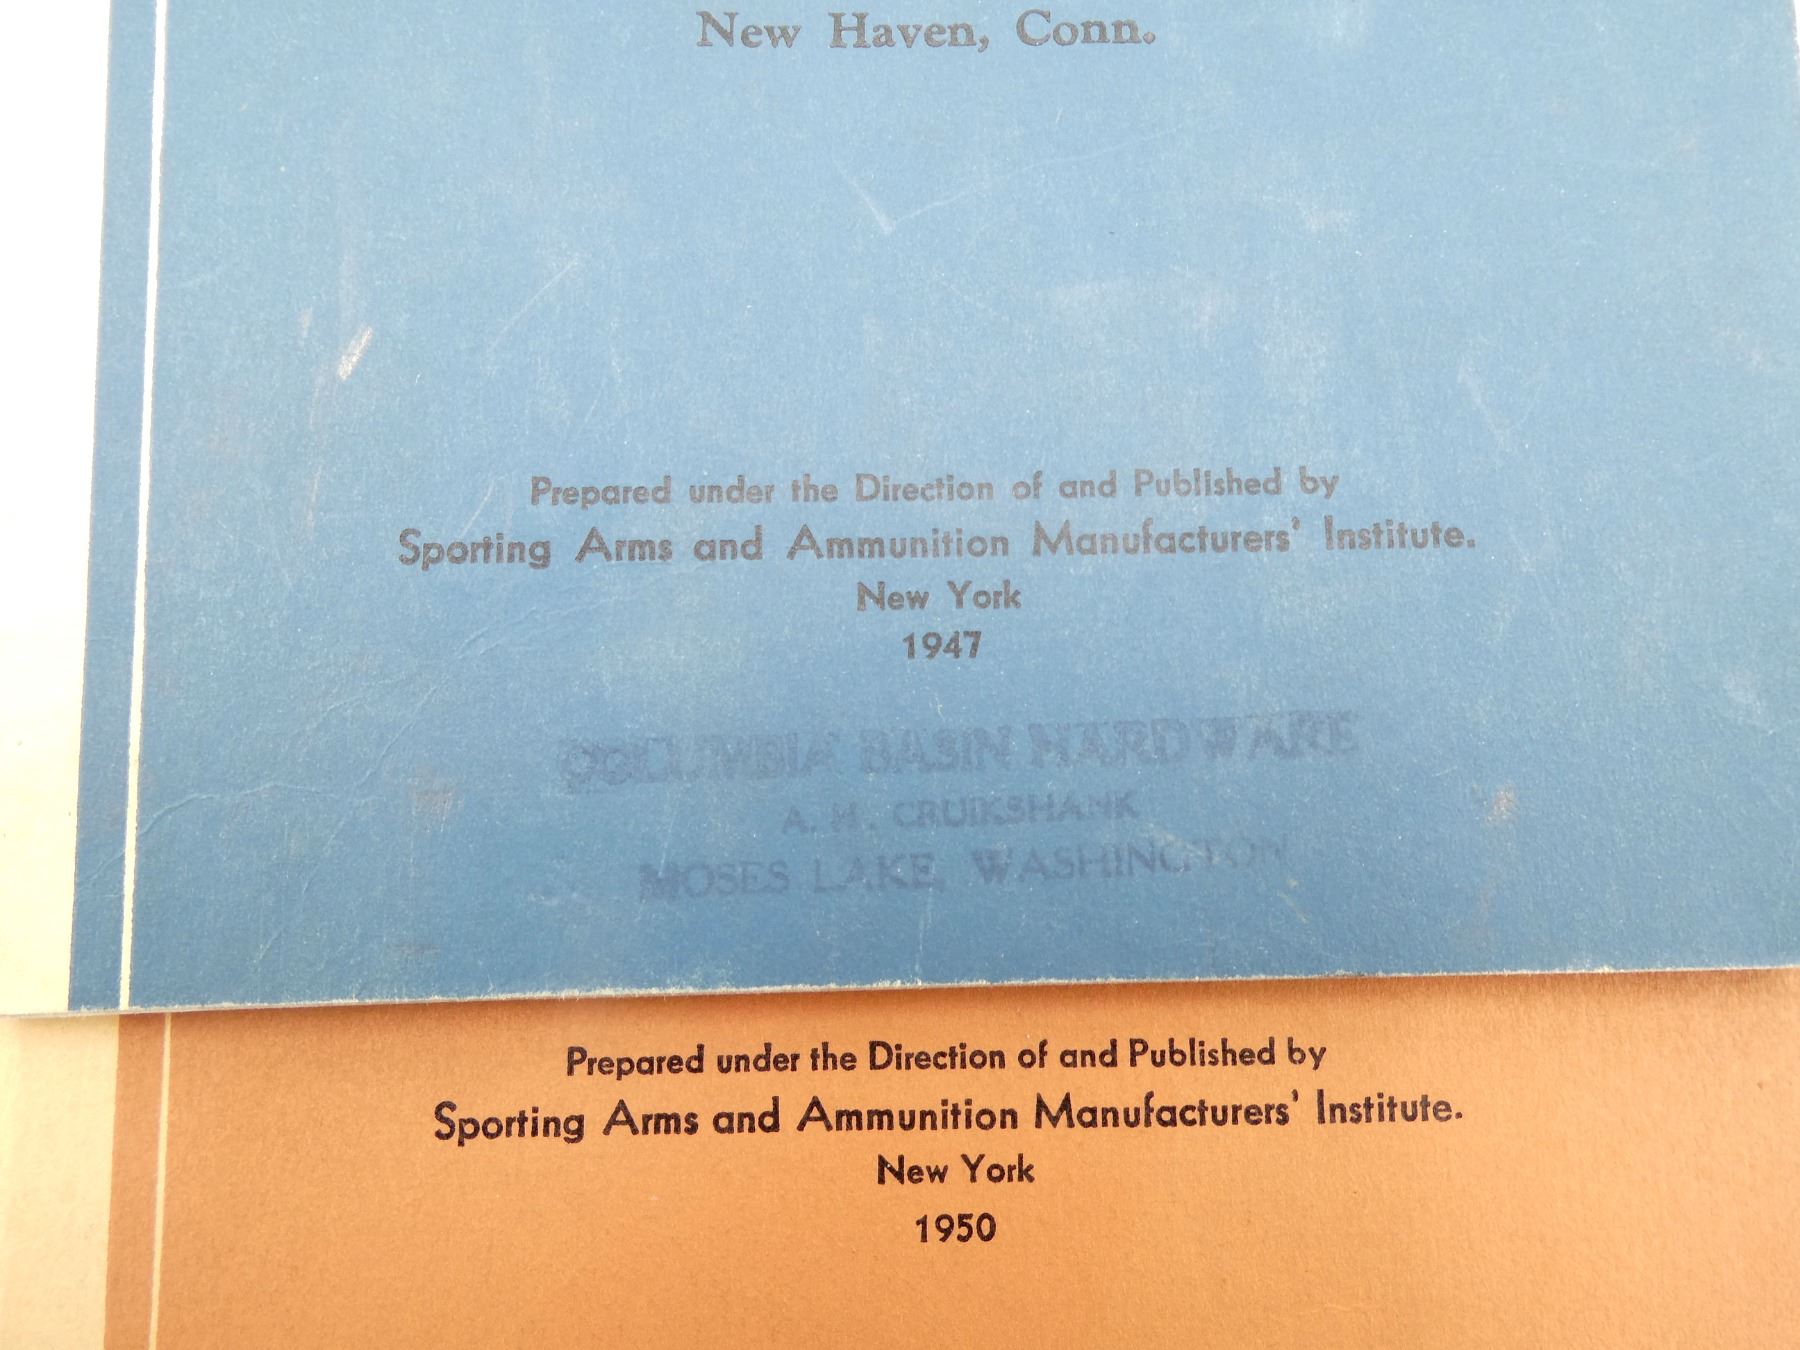 New Haven, Conn.
Prepared under the Direction of and Published by
Sporting Arms and Ammunition Manufacturers' Institute.
New York
1947
COLUMBIA BASIN HARDWARE
A. H. CRUIKSHANK
MOSES LAKE, WASHINGTON
Prepared under the Direction of and Published by
Sporting Arms and Ammunition Manufacturers' Institute.
New York
1950